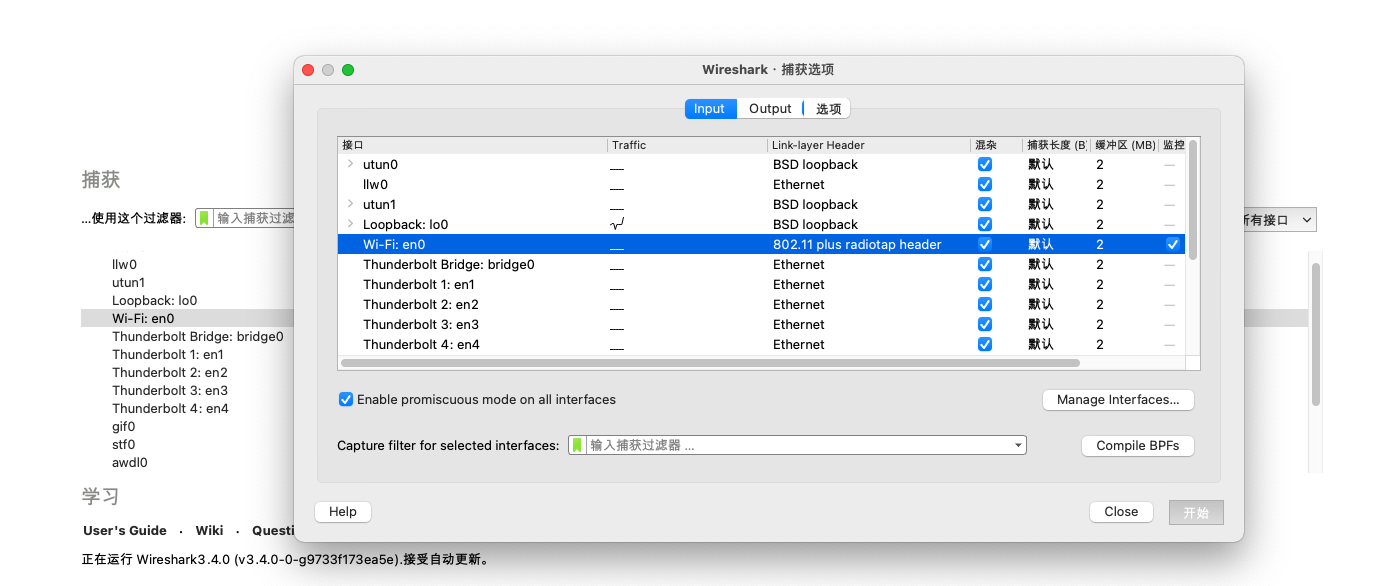 Wireshark · 捕获选项
Input Output 选项
接口 Traffic Link-layer Header 混杂 捕获长度 (B 缓冲区 (MB) 监控
utun0 BSD loopback 默认 2 —
llw0 Ethernet 默认 2 —
utun1 BSD loopback 默认 2 —
Loopback: lo0 BSD loopback 默认 2 —
Wi-Fi: en0 802.11 plus radiotap header 默认 2
Thunderbolt Bridge: bridge0 Ethernet 默认 2 —
Thunderbolt 1: en1 Ethernet 默认 2 —
Thunderbolt 2: en2 Ethernet 默认 2 —
Thunderbolt 3: en3 Ethernet 默认 2 —
Thunderbolt 4: en4 Ethernet 默认 2 —
Enable promiscuous mode on all interfaces
Manage Interfaces...
Capture filter for selected interfaces: 输入捕获过滤器 ...
Compile BPFs
Help Close 开始
捕获
...使用这个过滤器: 输入捕获过滤
所有接口
llw0
utun1
Loopback: lo0
Wi-Fi: en0
Thunderbolt Bridge: bridge0
Thunderbolt 1: en1
Thunderbolt 2: en2
Thunderbolt 3: en3
Thunderbolt 4: en4
gif0
stf0
awdl0
学习
User's Guide · Wiki · Questi
正在运行 Wireshark3.4.0 (v3.4.0-0-g9733f173ea5e).接受自动更新。